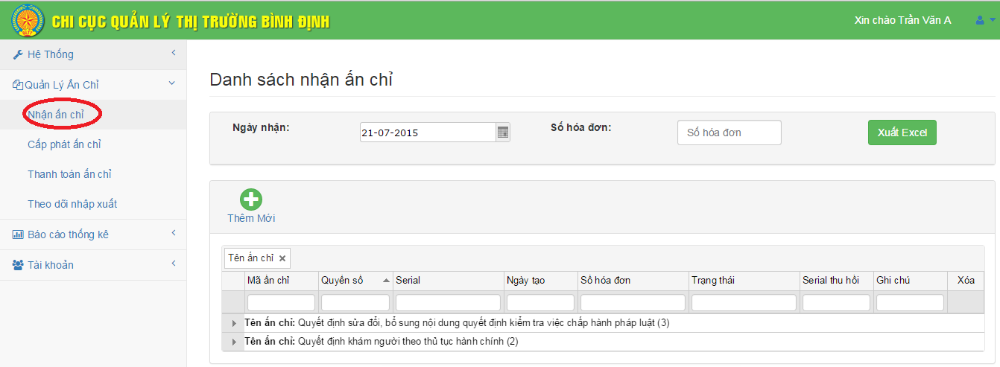 CHI CỤC QUẢN LÝ THỊ TRƯỜNG BÌNH ĐỊNH
Xin chào Trần Văn A
Hệ Thống
Quản Lý Ấn Chỉ
Nhận ấn chỉ
Cấp phát ấn chỉ
Thanh toán ấn chỉ
Theo dõi nhập xuất
Báo cáo thống kê
Tài khoản
Danh sách nhận ấn chỉ
Ngày nhận: 21-07-2015 Số hóa đơn: Số hóa đơn Xuất Excel
Thêm Mới
Tên ấn chỉ ×
Mã ấn chỉ Quyển số Serial Ngày tạo Số hóa đơn Trạng thái Serial thu hồi Ghi chú Xóa
Tên ấn chỉ: Quyết định sửa đổi, bổ sung nội dung quyết định kiểm tra việc chấp hành pháp luật (3)
Tên ấn chỉ: Quyết định khám người theo thủ tục hành chính (2)